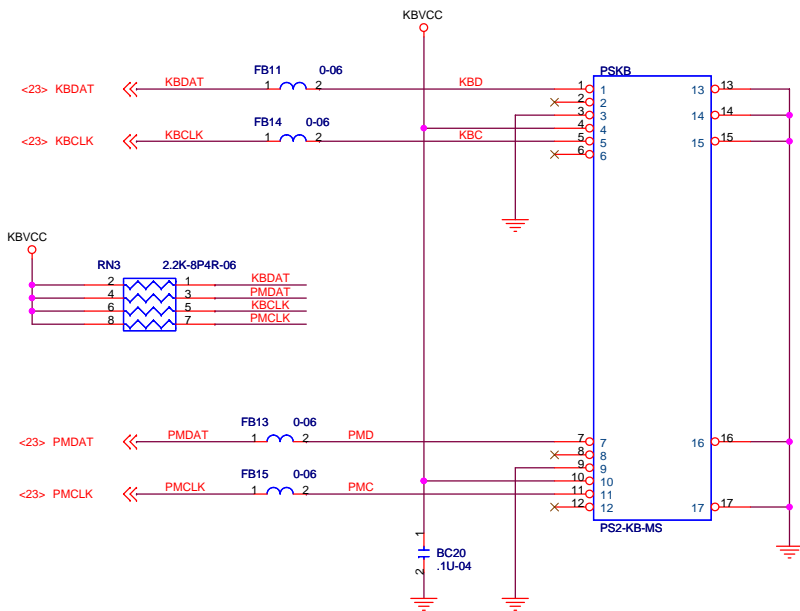 KBVCC
FB11 0-06
PSKB
<23> KBDAT KBDAT 1 2 KBD 1 1 13 13
2 2
3 3 14 14
FB14 0-06 4 4
<23> KBCLK KBCLK 1 2 KBC 5 5 15 15
6 6
KBVCC
RN3 2.2K-8P4R-06
2 1 KBDAT
4 3 PMDAT
6 5 KBCLK
8 7 PMCLK
FB13 0-06
<23> PMDAT PMDAT 1 2 PMD 7 7 16 16
8 8
9 9
FB15 0-06 10 10
<23> PMCLK PMCLK 1 2 PMC 11 11
12 12 17 17
PS2-KB-MS
1
BC20
.1U-04
2